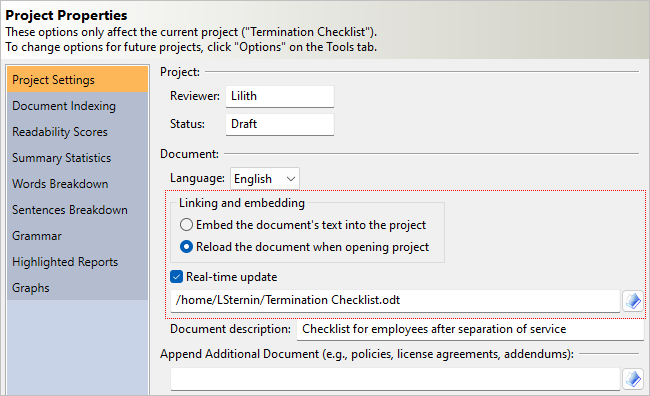 Project Properties
These options only affect the current project ("Termination Checklist").
To change options for future projects, click "Options" on the Tools tab.
Project Settings
Document Indexing
Readability Scores
Summary Statistics
Words Breakdown
Sentences Breakdown
Grammar
Highlighted Reports
Graphs
Project:
Reviewer: Lilith
Status: Draft
Document:
Language: English
Linking and embedding
Embed the document's text into the project
Reload the document when opening project
Real-time update
/home/LSternin/Termination Checklist.odt
Document description: Checklist for employees after separation of service
Append Additional Document (e.g., policies, license agreements, addendums):